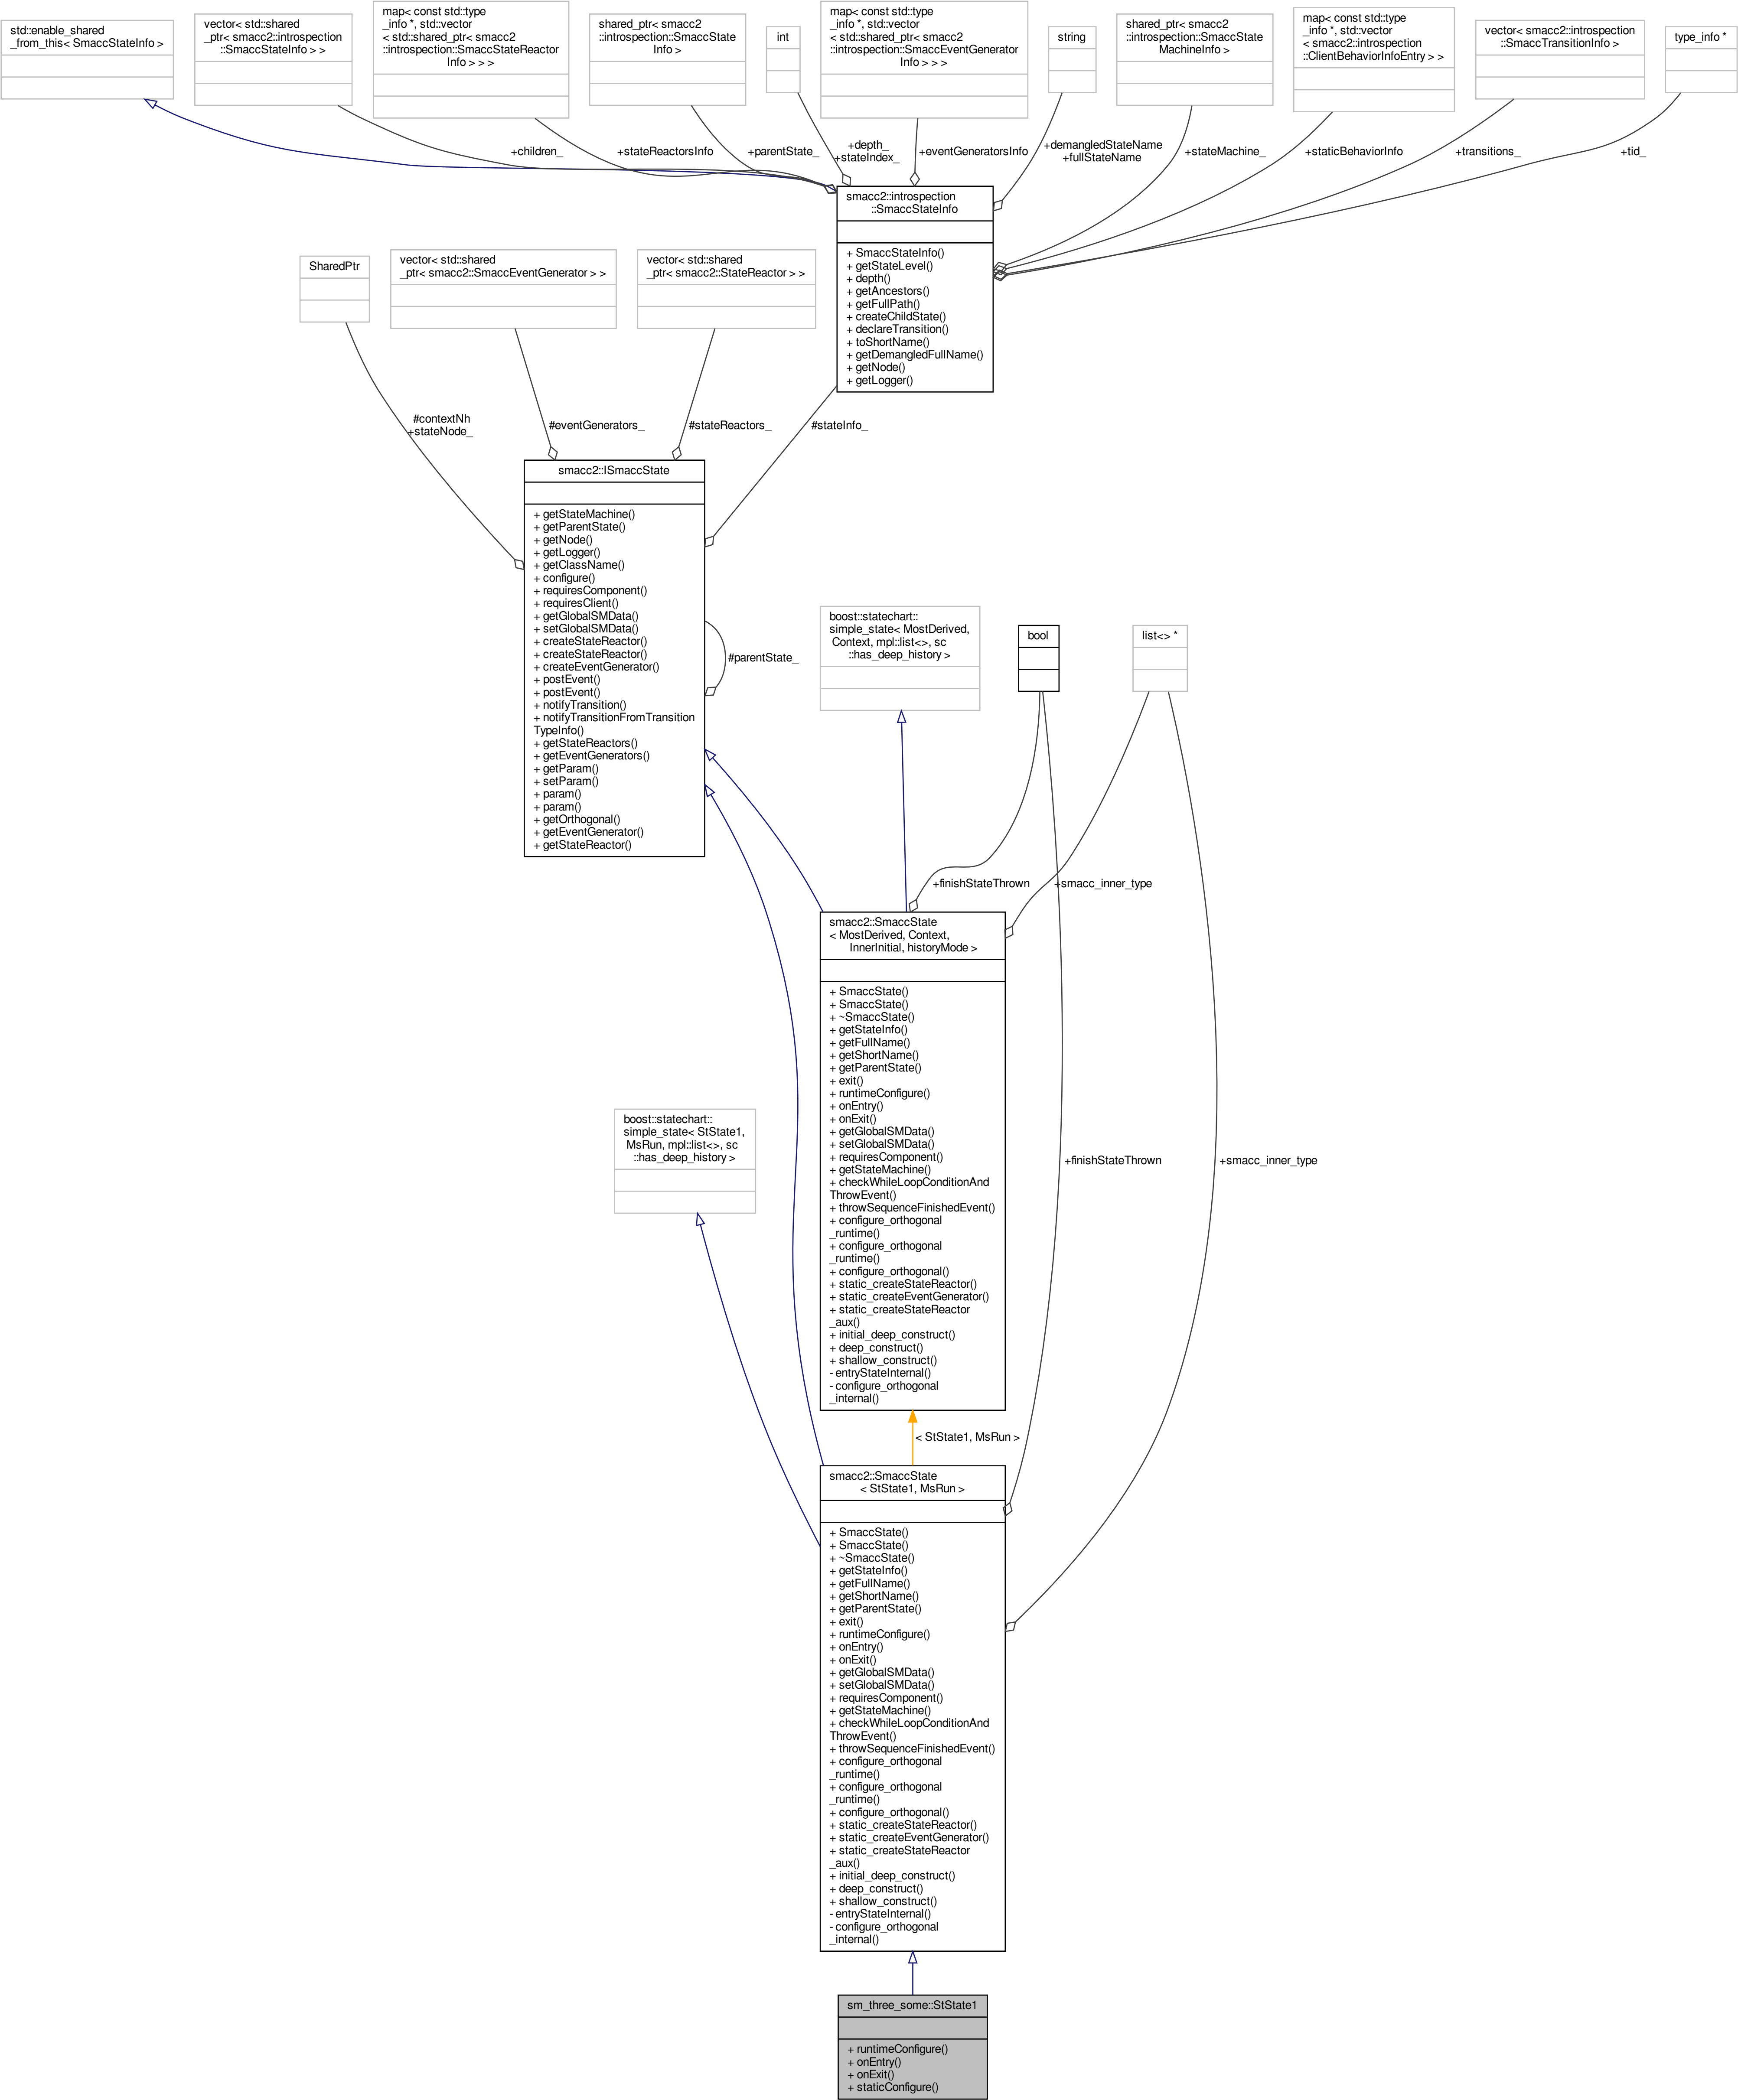 std::enable_shared
_from_this< SmaccStateInfo >
vector< std::shared
_ptr< smacc2::introspection
::SmaccStateInfo > >
map< const std::type
_info *, std::vector
< std::shared_ptr< smacc2
::introspection::SmaccStateReactor
Info > > >
shared_ptr< smacc2
::introspection::SmaccState
Info >
int
map< const std::type
_info *, std::vector
< std::shared_ptr< smacc2
::introspection::SmaccEventGenerator
Info > > >
string
shared_ptr< smacc2
::introspection::SmaccState
MachineInfo >
map< const std::type
_info *, std::vector
< smacc2::introspection
::ClientBehaviorInfoEntry > >
vector< smacc2::introspection
::SmaccTransitionInfo >
type_info *
+children_
+stateReactorsInfo
+parentState_
+depth_
+stateIndex_
+eventGeneratorsInfo
+demangledStateName
+fullStateName
+stateMachine_
+staticBehaviorInfo
+transitions_
+tid_
smacc2::introspection
::SmaccStateInfo
+ SmaccStateInfo()
+ getStateLevel()
+ depth()
+ getAncestors()
+ getFullPath()
+ createChildState()
+ declareTransition()
+ toShortName()
+ getDemangledFullName()
+ getNode()
+ getLogger()
SharedPtr
vector< std::shared
_ptr< smacc2::SmaccEventGenerator > >
vector< std::shared
_ptr< smacc2::StateReactor > >
#contextNh
+stateNode_
#eventGenerators_
#stateReactors_
#stateInfo_
smacc2::ISmaccState
+ getStateMachine()
+ getParentState()
+ getNode()
+ getLogger()
+ getClassName()
+ configure()
+ requiresComponent()
+ requiresClient()
+ getGlobalSMData()
+ setGlobalSMData()
+ createStateReactor()
+ createStateReactor()
+ createEventGenerator()
+ postEvent()
+ postEvent()
+ notifyTransition()
+ notifyTransitionFromTransition
TypeInfo()
+ getStateReactors()
+ getEventGenerators()
+ getParam()
+ setParam()
+ param()
+ param()
+ getOrthogonal()
+ getEventGenerator()
+ getStateReactor()
#parentState_
boost::statechart::
simple_state< MostDerived,
Context, mpl::list<>, sc
::has_deep_history >
bool
list<> *
+finishStateThrown
+smacc_inner_type
smacc2::SmaccState
< MostDerived, Context,
InnerInitial, historyMode >
+ SmaccState()
+ SmaccState()
+ ~SmaccState()
+ getStateInfo()
+ getFullName()
+ getShortName()
+ getParentState()
+ exit()
+ runtimeConfigure()
+ onEntry()
+ onExit()
+ getGlobalSMData()
+ setGlobalSMData()
+ requiresComponent()
+ getStateMachine()
+ checkWhileLoopConditionAnd
ThrowEvent()
+ throwSequenceFinishedEvent()
+ configure_orthogonal
_runtime()
+ configure_orthogonal
_runtime()
+ configure_orthogonal()
+ static_createStateReactor()
+ static_createEventGenerator()
+ static_createStateReactor
_aux()
+ initial_deep_construct()
+ deep_construct()
+ shallow_construct()
- entryStateInternal()
- configure_orthogonal
_internal()
boost::statechart::
simple_state< StState1,
MsRun, mpl::list<>, sc
::has_deep_history >
+finishStateThrown
+smacc_inner_type
< StState1, MsRun >
smacc2::SmaccState
< StState1, MsRun >
+ SmaccState()
+ SmaccState()
+ ~SmaccState()
+ getStateInfo()
+ getFullName()
+ getShortName()
+ getParentState()
+ exit()
+ runtimeConfigure()
+ onEntry()
+ onExit()
+ getGlobalSMData()
+ setGlobalSMData()
+ requiresComponent()
+ getStateMachine()
+ checkWhileLoopConditionAnd
ThrowEvent()
+ throwSequenceFinishedEvent()
+ configure_orthogonal
_runtime()
+ configure_orthogonal
_runtime()
+ configure_orthogonal()
+ static_createStateReactor()
+ static_createEventGenerator()
+ static_createStateReactor
_aux()
+ initial_deep_construct()
+ deep_construct()
+ shallow_construct()
- entryStateInternal()
- configure_orthogonal
_internal()
sm_three_some::StState1
+ runtimeConfigure()
+ onEntry()
+ onExit()
+ staticConfigure()